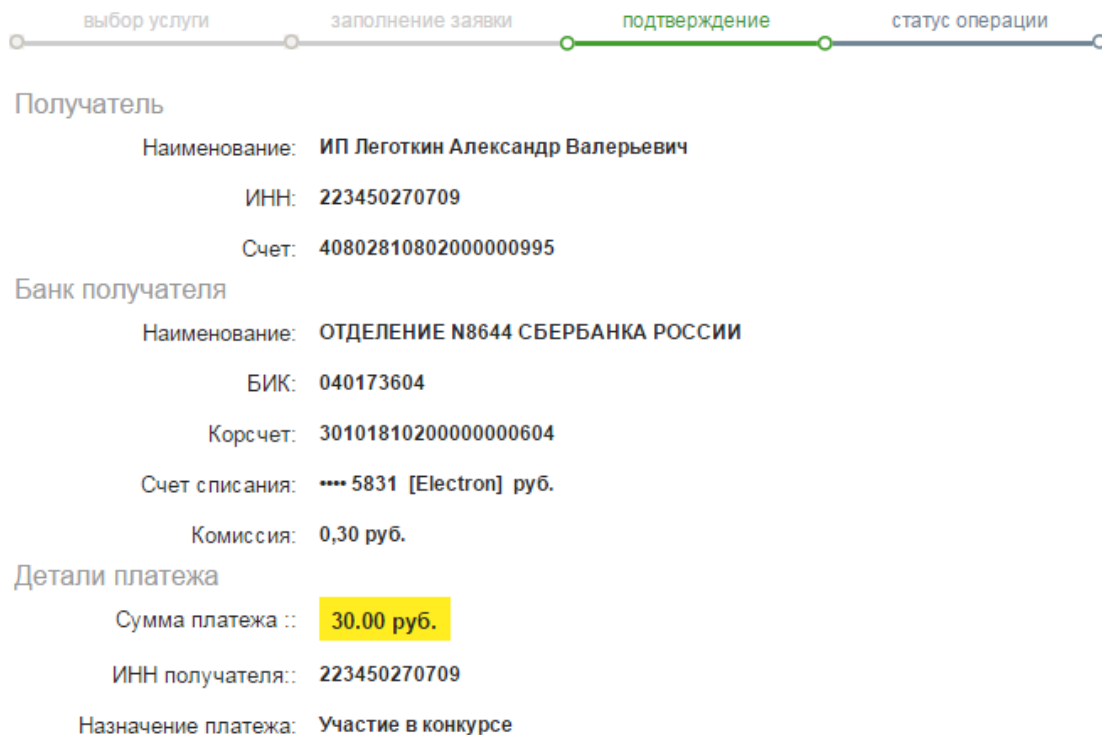 выбор услуги заполнение заявки подтверждение статус операции
Получатель
Наименование: ИП Леготкин Александр Валерьевич
ИНН: 223450270709
Счет: 40802810802000000995
Банк получателя
Наименование: ОТДЕЛЕНИЕ N8644 СБЕРБАНКА РОССИИ
БИК: 040173604
Корсчет: 30101810200000000604
Счет списания: •••• 5831 [Electron] руб.
Комиссия: 0,30 руб.
Детали платежа
Сумма платежа :: 30.00 руб.
ИНН получателя:: 223450270709
Назначение платежа: Участие в конкурсе